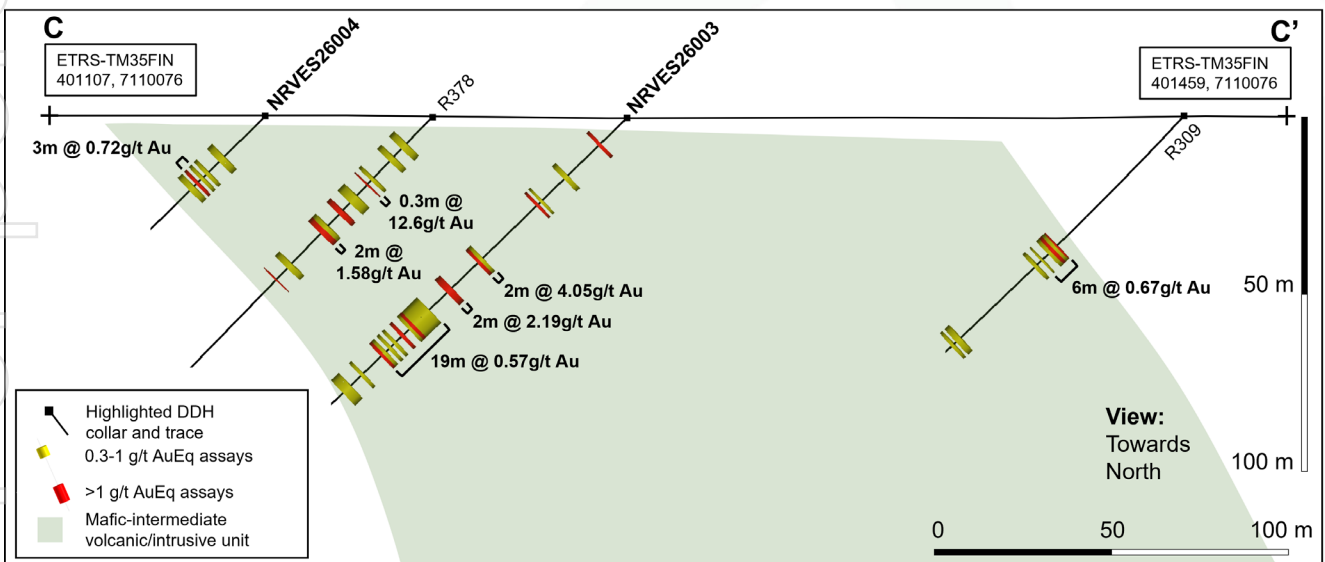 C
C’
ETRS-TM35FIN
401107, 7110076
NRVES26004
R378
NRVES26003
ETRS-TM35FIN
401459, 7110076
R309
3m @ 0.72g/t Au
0.3m @
12.6g/t Au
2m @
1.58g/t Au
2m @ 4.05g/t Au
2m @ 2.19g/t Au
19m @ 0.57g/t Au
6m @ 0.67g/t Au
50 m
100 m
Highlighted DDH
collar and trace
0.3-1 g/t AuEq assays
>1 g/t AuEq assays
Mafic-intermediate
volcanic/intrusive unit
View:
Towards
North
0 50 100 m